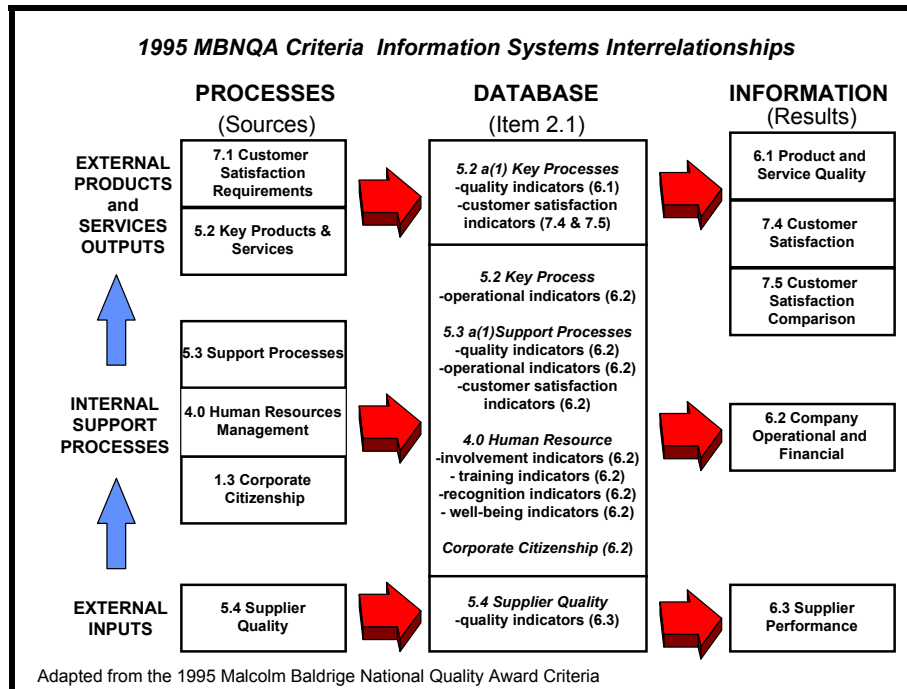 1995 MBNQA Criteria Information Systems Interrelationships
PROCESSES
(Sources)
DATABASE
(Item 2.1)
INFORMATION
(Results)
EXTERNAL
PRODUCTS
and
SERVICES
OUTPUTS
7.1 Customer
Satisfaction
Requirements
5.2 Key Products &
Services
5.2 a(1) Key Processes
-quality indicators (6.1)
-customer satisfaction
indicators (7.4 & 7.5)
6.1 Product and
Service Quality
7.4 Customer
Satisfaction
7.5 Customer
Satisfaction
Comparison
INTERNAL
SUPPORT
PROCESSES
5.3 Support Processes
4.0 Human Resources
Management
1.3 Corporate
Citizenship
5.2 Key Process
-operational indicators (6.2)
5.3 a(1)Support Processes
-quality indicators (6.2)
-operational indicators (6.2)
-customer satisfaction
indicators (6.2)
4.0 Human Resource
-involvement indicators (6.2)
- training indicators (6.2)
-recognition indicators (6.2)
- well-being indicators (6.2)
Corporate Citizenship (6.2)
6.2 Company
Operational and
Financial
EXTERNAL
INPUTS
5.4 Supplier
Quality
5.4 Supplier Quality
-quality indicators (6.3)
6.3 Supplier
Performance
Adapted from the 1995 Malcolm Baldrige National Quality Award Criteria